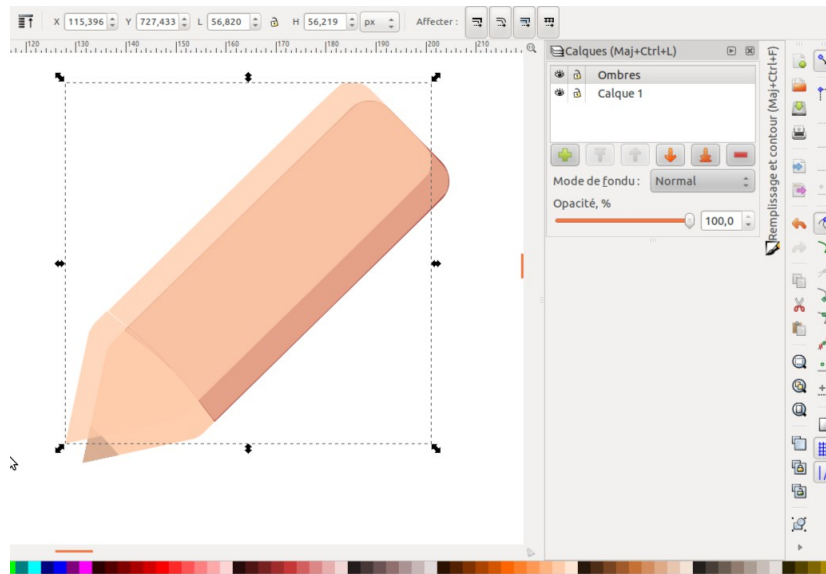 X 115,396 Y 727,433 L 56,820 H 56,219 px Affecter :
120 130 140 150 160 170 180 190 200 210
Calques (Maj+Ctrl+L)
Ombres
Calque 1
Mode de fondu : Normal
Opacité, %
100,0
Remplissage et contour (Maj+Ctrl+F)